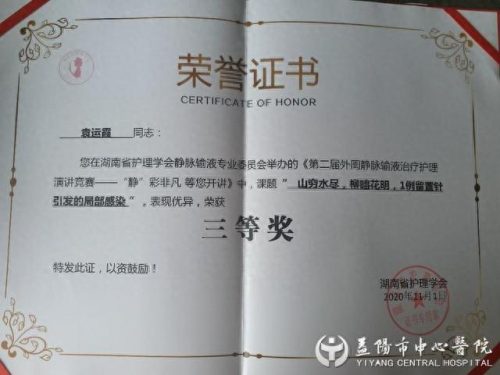 荣誉证书
CERTIFICATE OF HONOR
袁运霞 同志：
您在湖南省护理学会静脉输液专业委员会举办的《第二届外周静脉输液治疗护理
演讲竞赛——“静”彩非凡 等您开讲》中，课题“ 山穷水尽，柳暗花明，1例留置针
引发的局部感染 ”，表现优异，荣获
三等奖
特发此证，以资鼓励！
湖南省护理学会
2020年11月1日
益阳市中心医院
YIYANG CENTRAL HOSPITAL